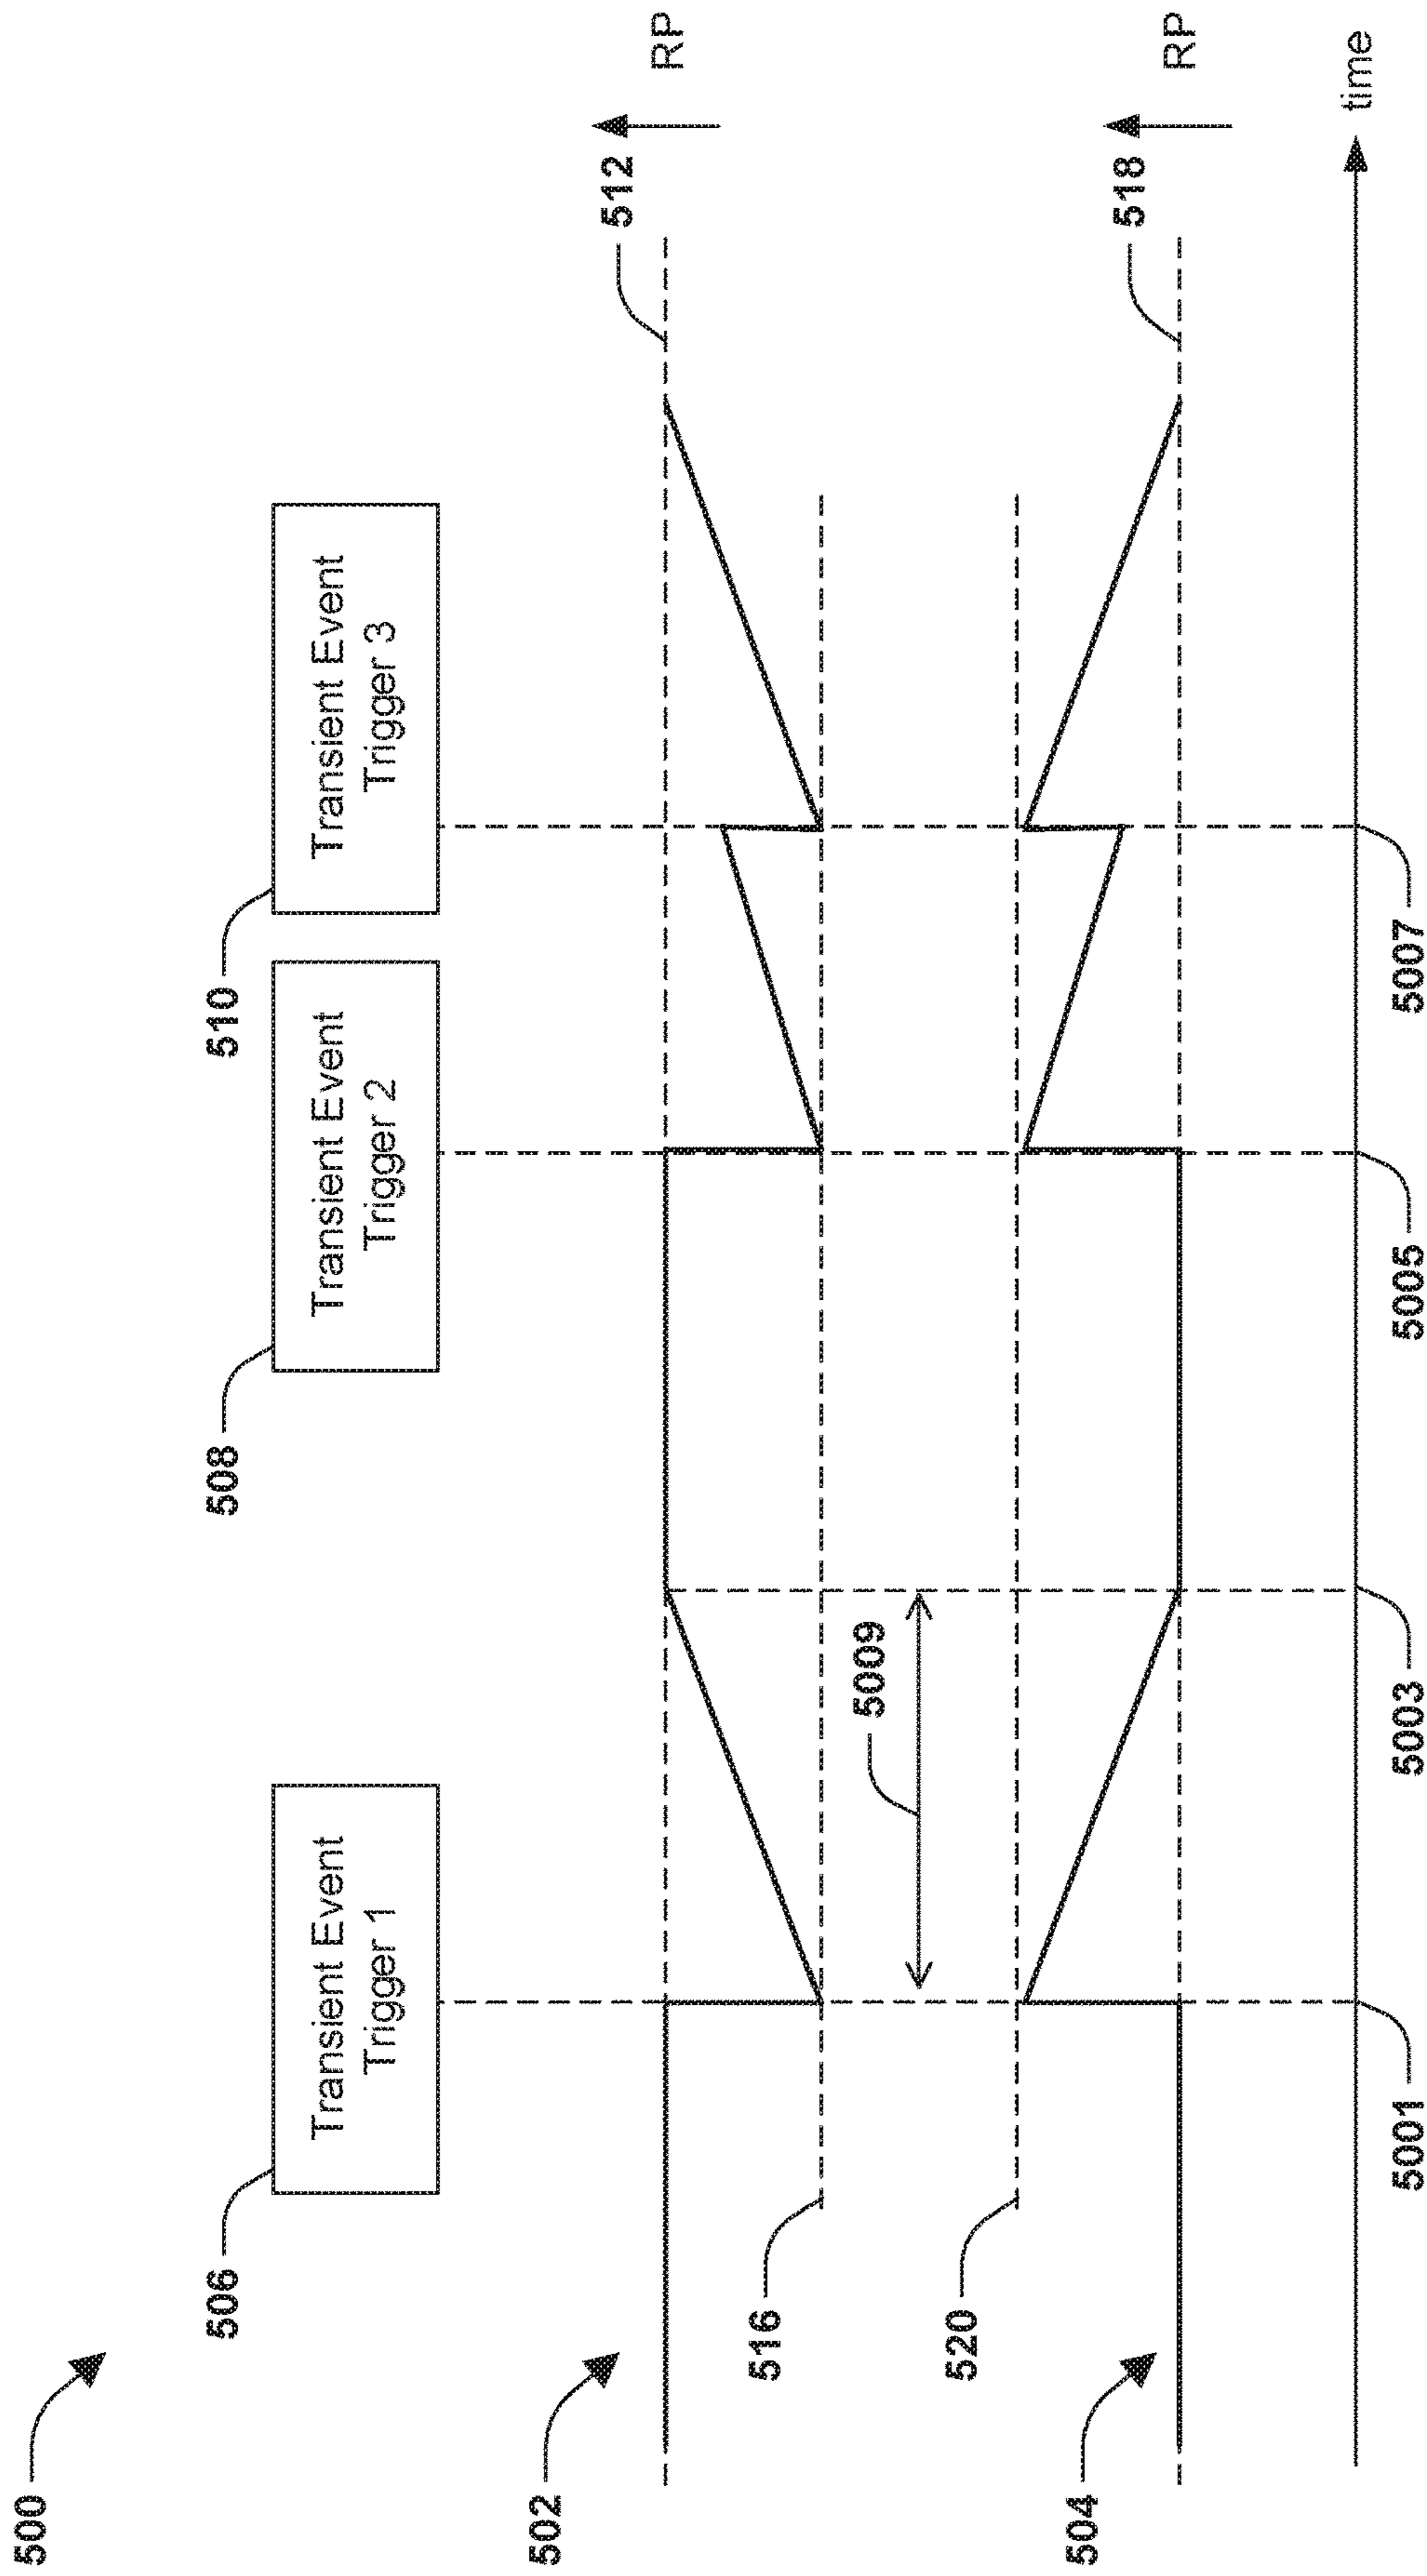 500
506
Transient Event
Trigger 1
508
Transient Event
Trigger 2
510
Transient Event
Trigger 3
502
512
RP
516
5009
520
504
518
RP
time
5001
5003
5005
5007